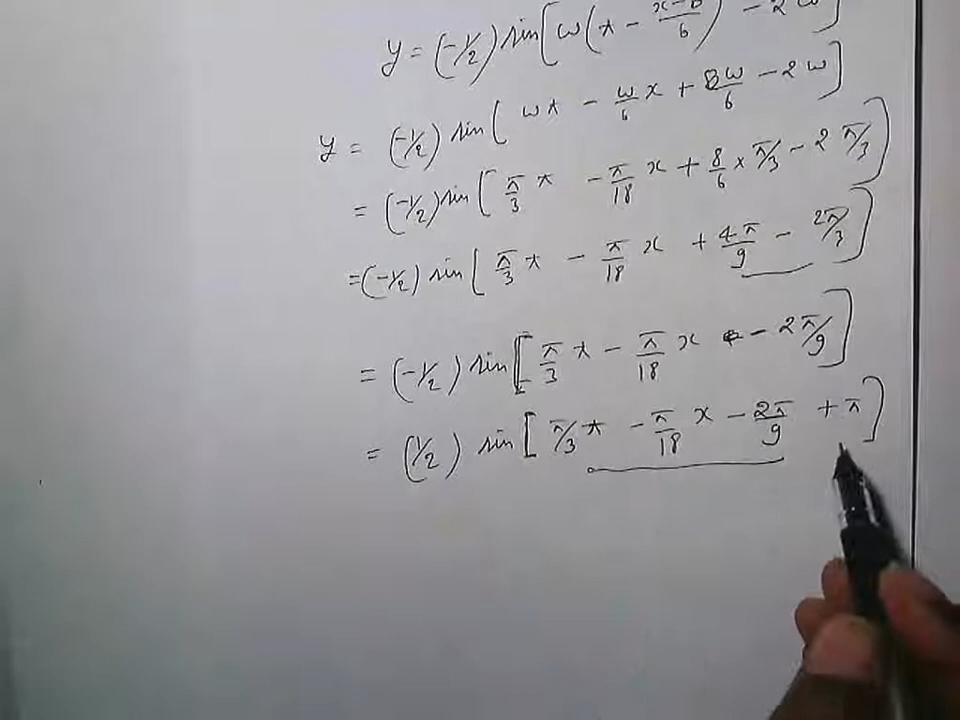 y = (-1/2) sin[ω(t - (x-8)/6) - 2ω]
y = (-1/2) sin[ωt - ω/6 x + 8ω/6 - 2ω]
= (-1/2) sin[π/3 t - π/18 x + 8/6 × π/3 - 2π/3]
= (-1/2) sin[π/3 t - π/18 x + 4π/9 - 2π/3]
= (-1/2) sin[π/3 t - π/18 x - 2π/9]
= (1/2) sin[π/3 t - π/18 x - 2π/9 + π]